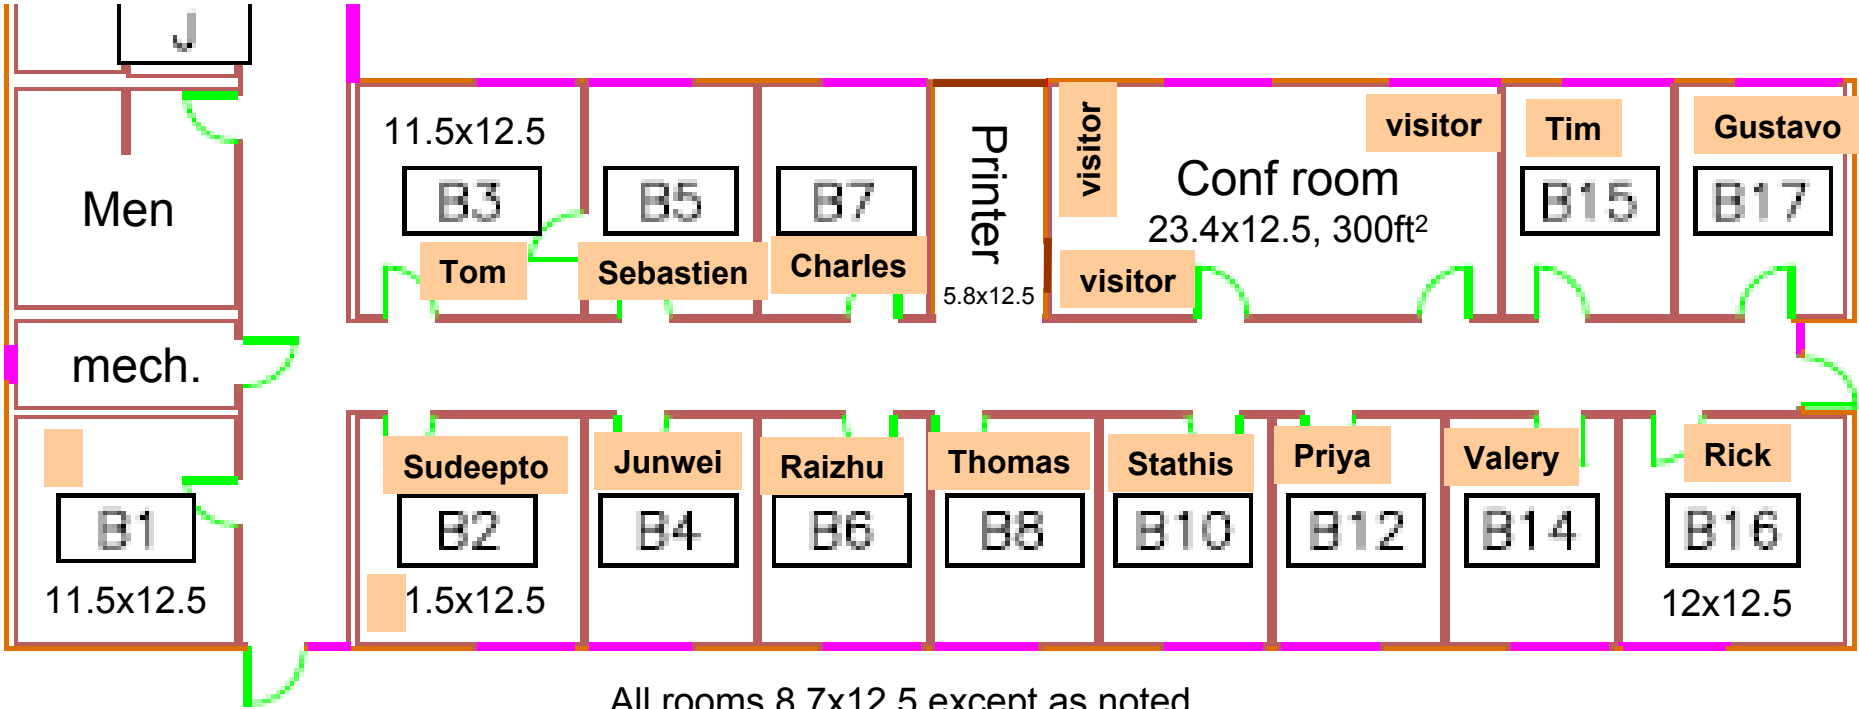 J
Men
mech.
B1
11.5x12.5
11.5x12.5
B3
Tom
B5
Sebastien
B7
Charles
Printer
5.8x12.5
visitor
visitor
visitor
Conf room
23.4x12.5, 300ft²
Tim
B15
Gustavo
B17
Sudeepto
B2
1.5x12.5
Junwei
B4
Raizhu
B6
Thomas
B8
Stathis
B10
Priya
B12
Valery
B14
Rick
B16
12x12.5
All rooms 8.7x12.5 except as noted